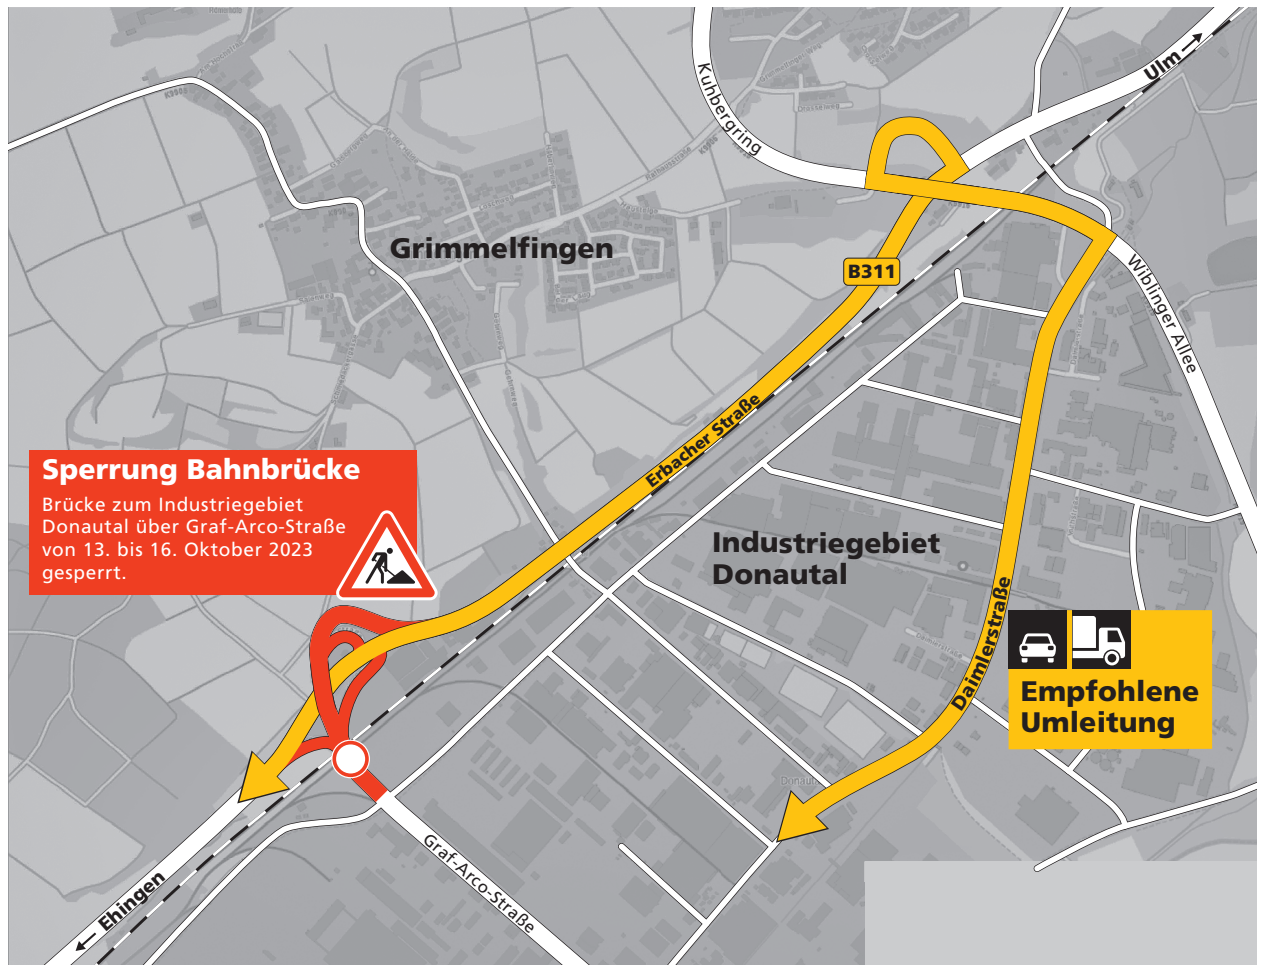 Ulm
Kuhbergring
Grimmelfingen
B311
Wiblinger Allee
Erbacher Straße
Sperrung Bahnbrücke
Brücke zum Industriegebiet
Donautal über Graf-Arco-Straße
von 13. bis 16. Oktober 2023
gesperrt.
Industriegebiet
Donautal
Daimlerstraße
Empfohlene
Umleitung
Graf-Arco-Straße
Ehingen